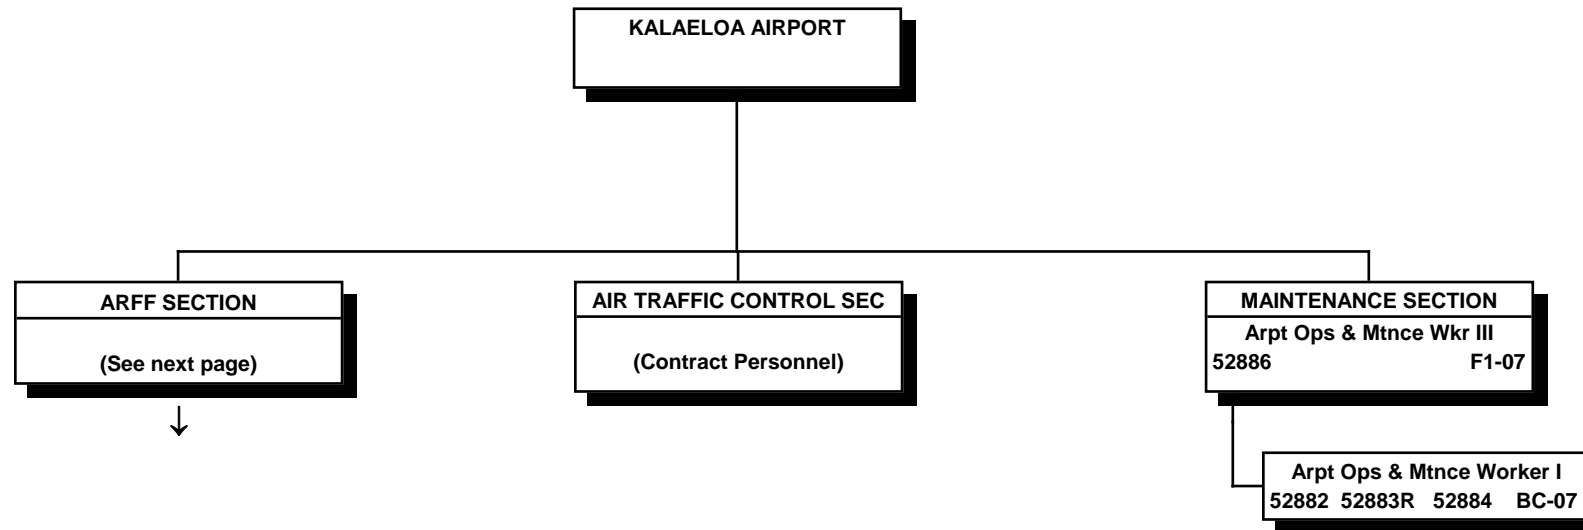 KALAELOA AIRPORT
ARFF SECTION
(See next page)
AIR TRAFFIC CONTROL SEC
(Contract Personnel)
MAINTENANCE SECTION
Arpt Ops & Mtnce Wkr III
52886 F1-07
Arpt Ops & Mtnce Worker I
52882 52883R 52884 BC-07